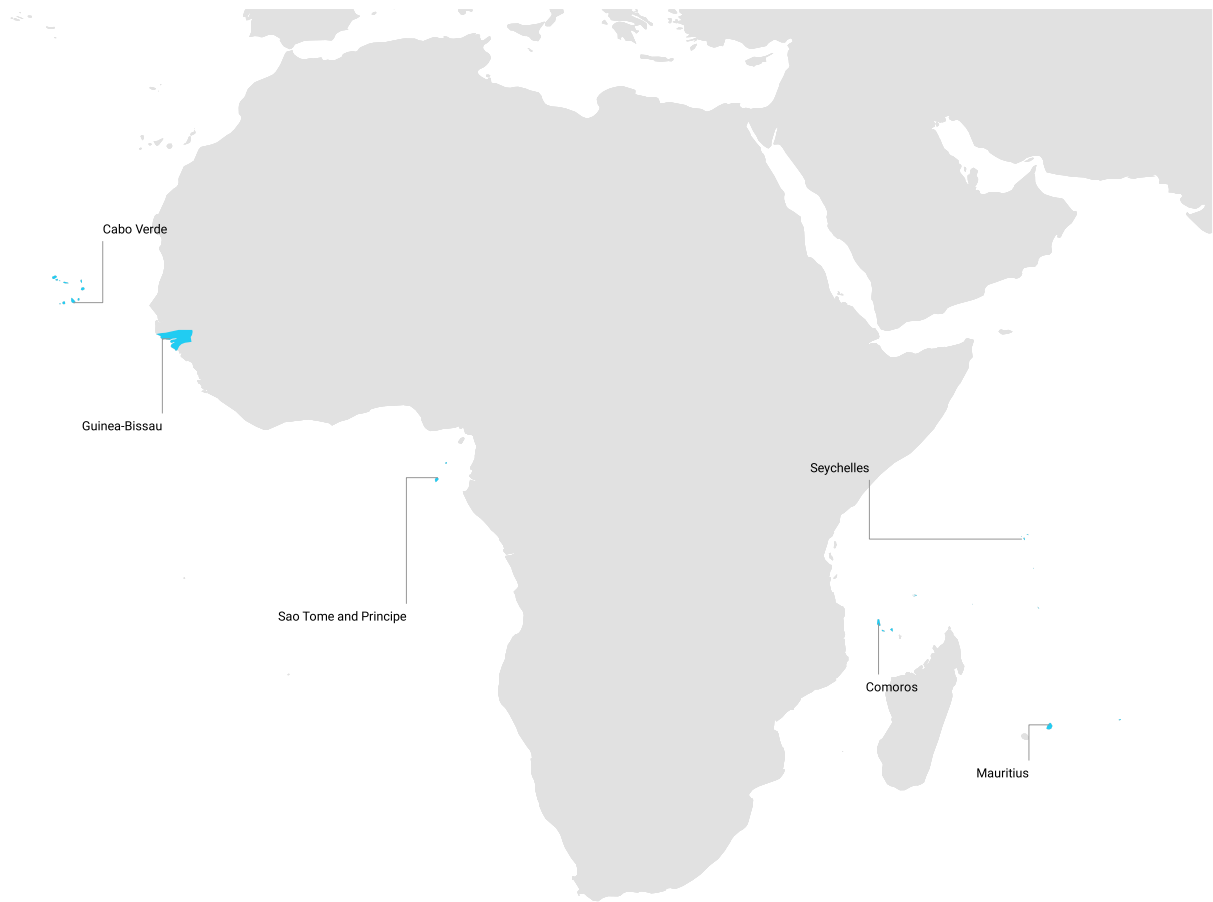 Cabo Verde
Guinea-Bissau
Seychelles
Sao Tome and Principe
Comoros
Mauritius